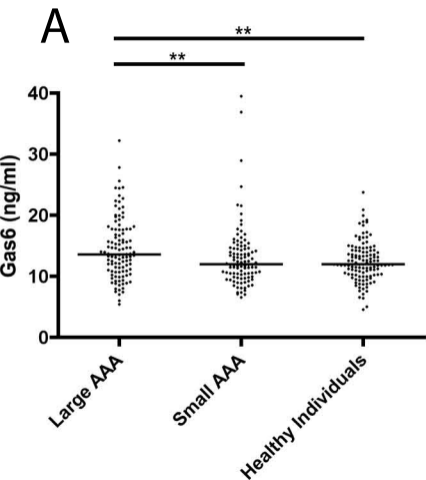 A
**
**
40
30
20
10
0
Gas6 (ng/ml)
Large AAA
Small AAA
Healthy Individuals